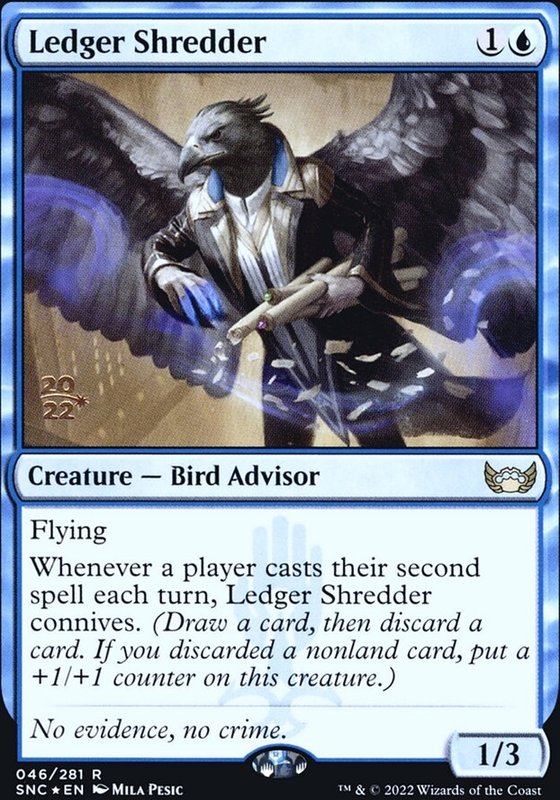 Ledger Shredder 1
20
22
Creature — Bird Advisor
Flying
Whenever a player casts their second
spell each turn, Ledger Shredder
connives. (Draw a card, then discard a
card. If you discarded a nonland card, put a
+1/+1 counter on this creature.)
No evidence, no crime.
1/3
046/281 R
SNC ★ EN Mila Pesic ™ & © 2022 Wizards of the Coast